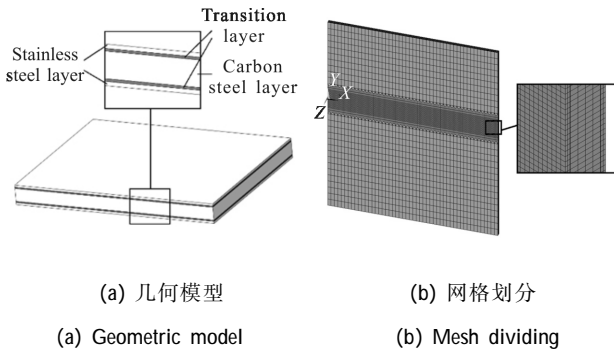 Transition
layer
Stainless
steel layer
Carbon
steel layer
Y
X
Z
(a) 几何模型
(b) 网格划分
(a) Geometric model
(b) Mesh dividing